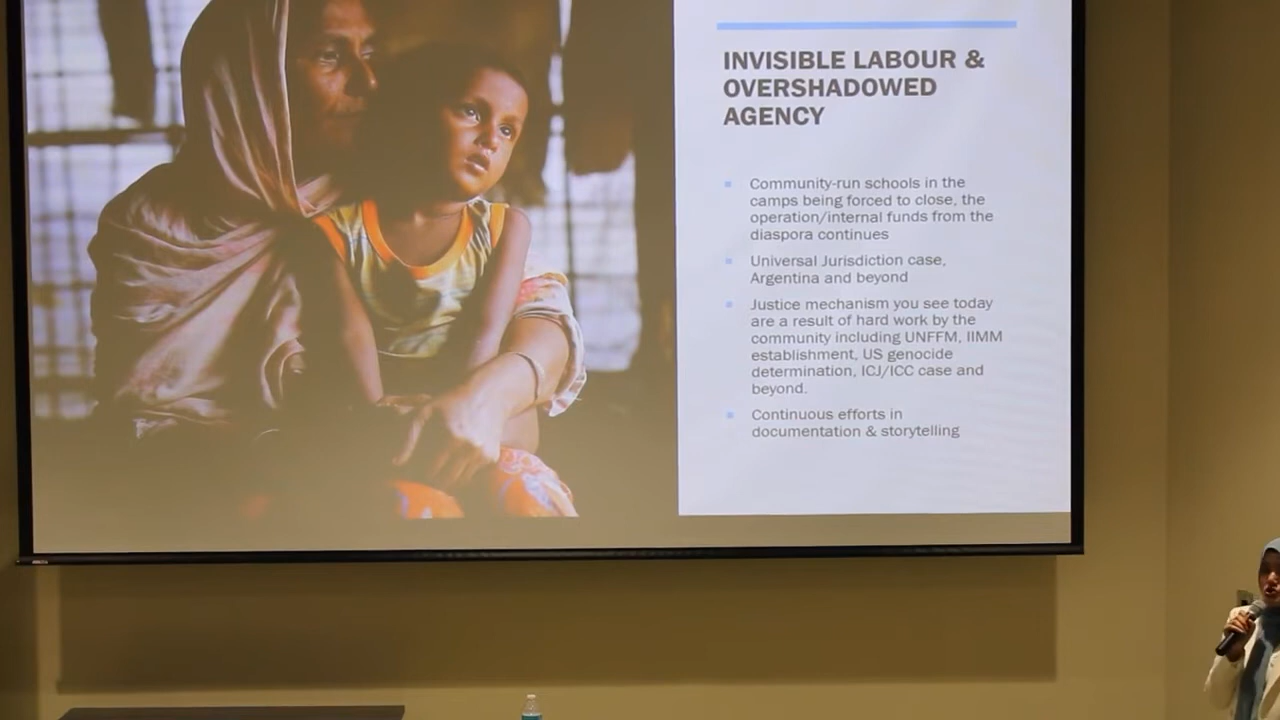 INVISIBLE LABOUR &
OVERSHADOWED
AGENCY
Community-run schools in the
camps being forced to close, the
operation/internal funds from the
diaspora continues
Universal Jurisdiction case,
Argentina and beyond
Justice mechanism you see today
are a result of hard work by the
community including UNFFM, IIMM
establishment, US genocide
determination, ICJ/ICC case and
beyond.
Continuous efforts in
documentation & storytelling